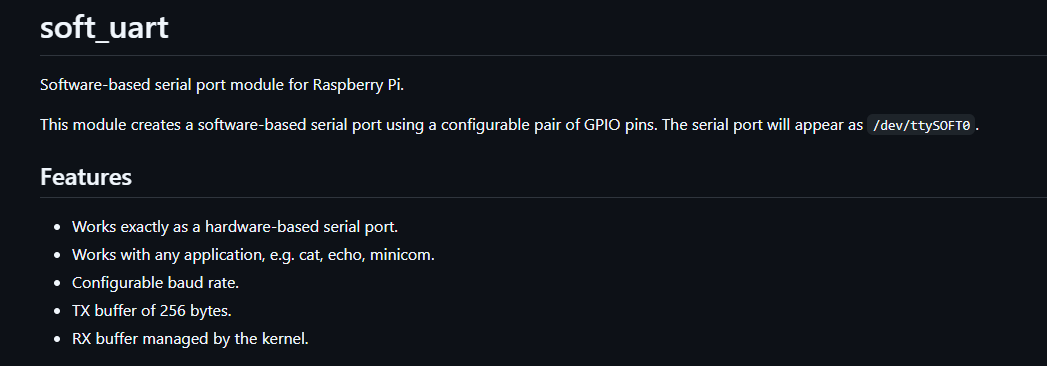 soft_uart
Software-based serial port module for Raspberry Pi.
This module creates a software-based serial port using a configurable pair of GPIO pins. The serial port will appear as /dev/ttySOFT0.
Features
Works exactly as a hardware-based serial port.
Works with any application, e.g. cat, echo, minicom.
Configurable baud rate.
TX buffer of 256 bytes.
RX buffer managed by the kernel.